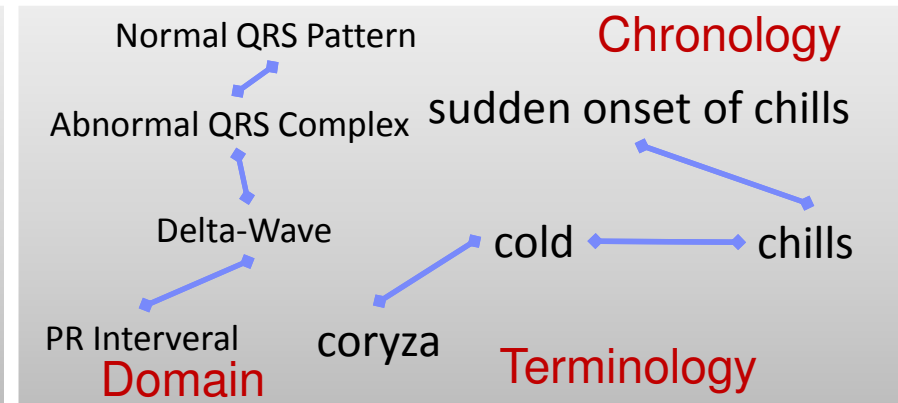 Normal QRS Pattern
Chronology
Abnormal QRS Complex
sudden onset of chills
Delta-Wave
cold
chills
PR Interveral
coryza
Domain
Terminology